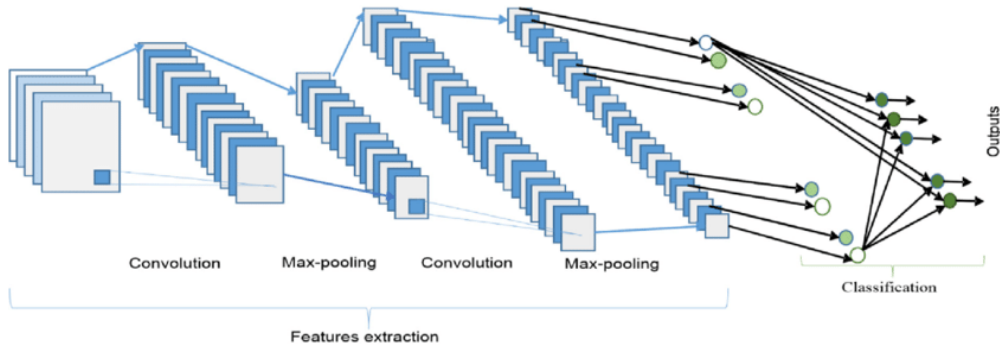 Convolution
Max-pooling
Convolution
Max-pooling
Features extraction
Classification
Outputs